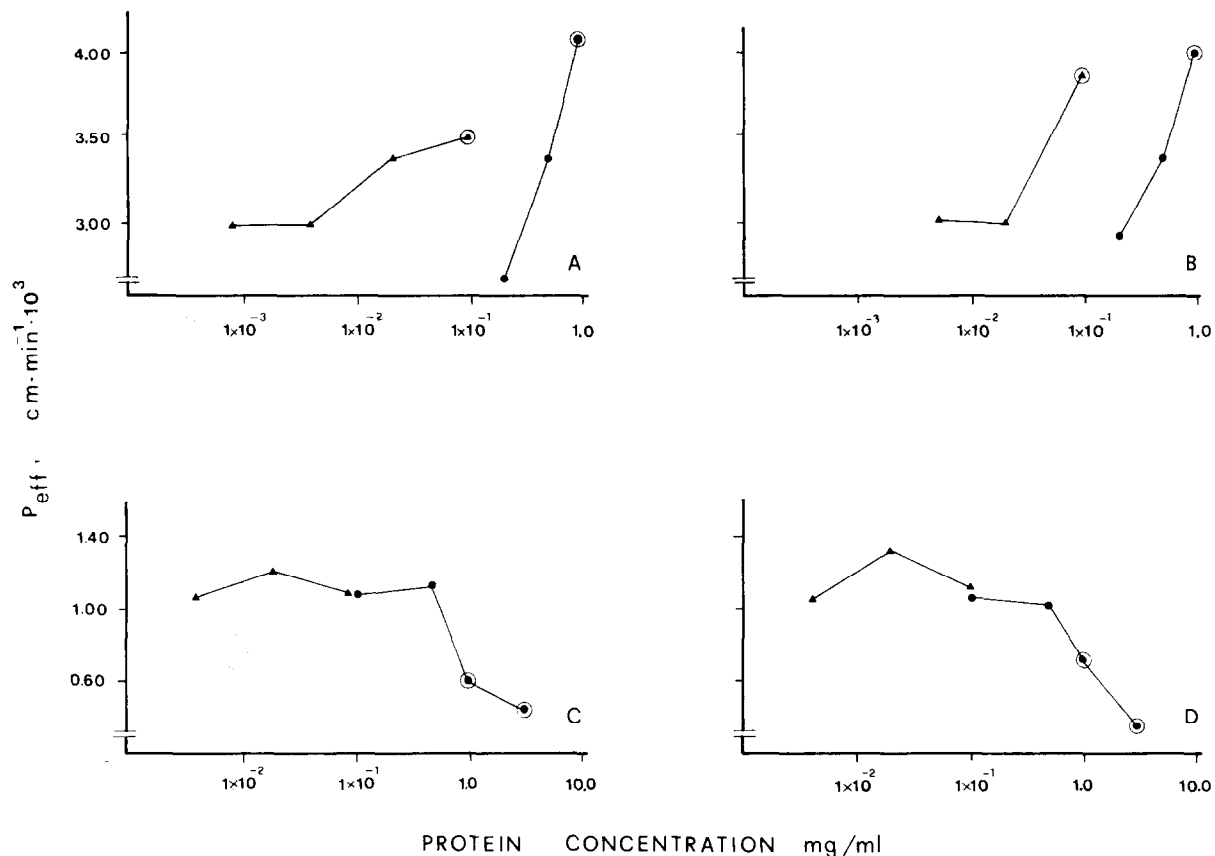 4.00
3.50
3.00
A
1×10⁻³ 1×10⁻² 1×10⁻¹ 1.0
B
1×10⁻³ 1×10⁻² 1×10⁻¹ 1.0
P_eff, cm·min⁻¹·10³
1.40
1.00
0.60
C
1×10⁻² 1×10⁻¹ 1.0 10.0
D
1×10⁻² 1×10⁻¹ 1.0 10.0
PROTEIN CONCENTRATION mg/ml